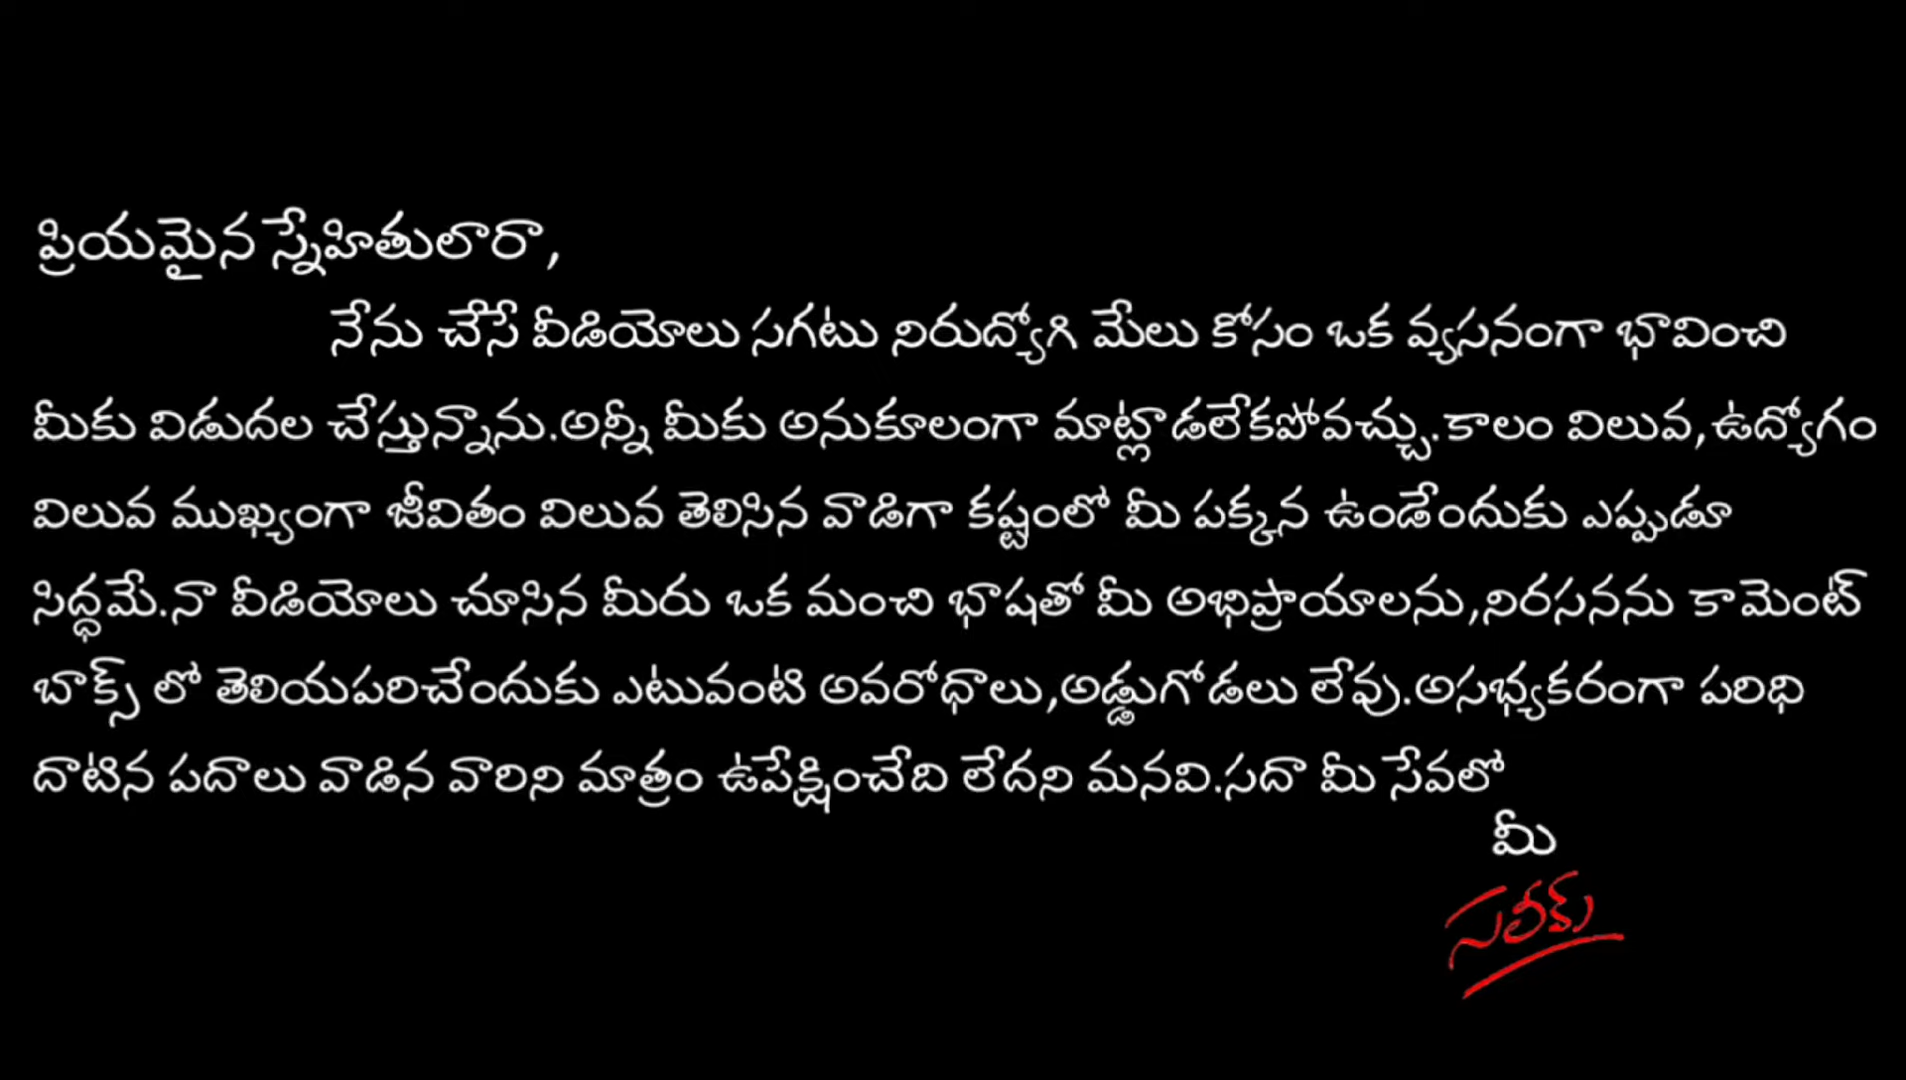 ప్రియమైన స్నేహితులారా,
నేను చేసే వీడియోలు సగటు నిరుద్యోగి మేలు కోసం ఒక వ్యసనంగా భావించి
మీకు విడుదల చేస్తున్నాను.అన్నీ మీకు అనుకూలంగా మాట్లాడలేకపోవచ్చు.కాలం విలువ,ఉద్యోగం
విలువ ముఖ్యంగా జీవితం విలువ తెలిసిన వాడిగా కష్టంలో మీ పక్కన ఉండేందుకు ఎప్పుడూ
సిద్ధమే.నా వీడియోలు చూసిన మీరు ఒక మంచి భాషతో మీ అభిప్రాయాలను,నిరసనను కామెంట్
బాక్స్ లో తెలియపరిచేందుకు ఎటువంటి అవరోధాలు,అడ్డుగోడలు లేవు.అసభ్యకరంగా పరిధి
దాటిన పదాలు వాడిన వారిని మాత్రం ఉపేక్షించేది లేదని మనవి.సదా మీ సేవలో
మీ